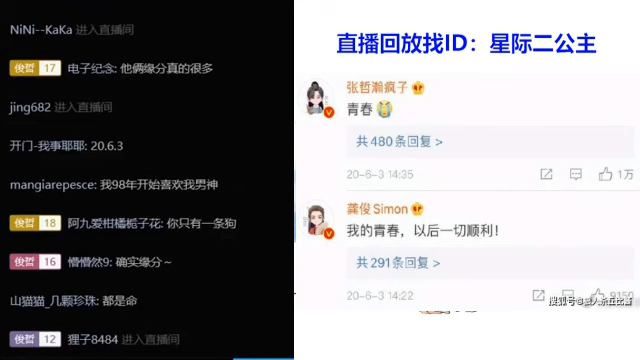 NiNi--KaKa 进入直播间
俊哲 17 电子纪念: 他俩缘分真的很多
jing682 进入直播间
开门-我事耶耶: 20.6.3
mangiarepesce: 我98年开始喜欢我男神
俊哲 18 阿九爱柑橘栀子花: 你只有一条狗
俊哲 16 懵懵然9: 确实缘分～
山猫猫_几颗珍珠: 都是命
俊哲 12 狸子8484 进入直播间
直播回放找ID：星际二公主
张哲瀚疯子
青春
共 480 条回复 >
20-6-3 14:35
1万
龚俊Simon
我的青春，以后一切顺利！
共 291 条回复 >
20-6-3 14:22
9150